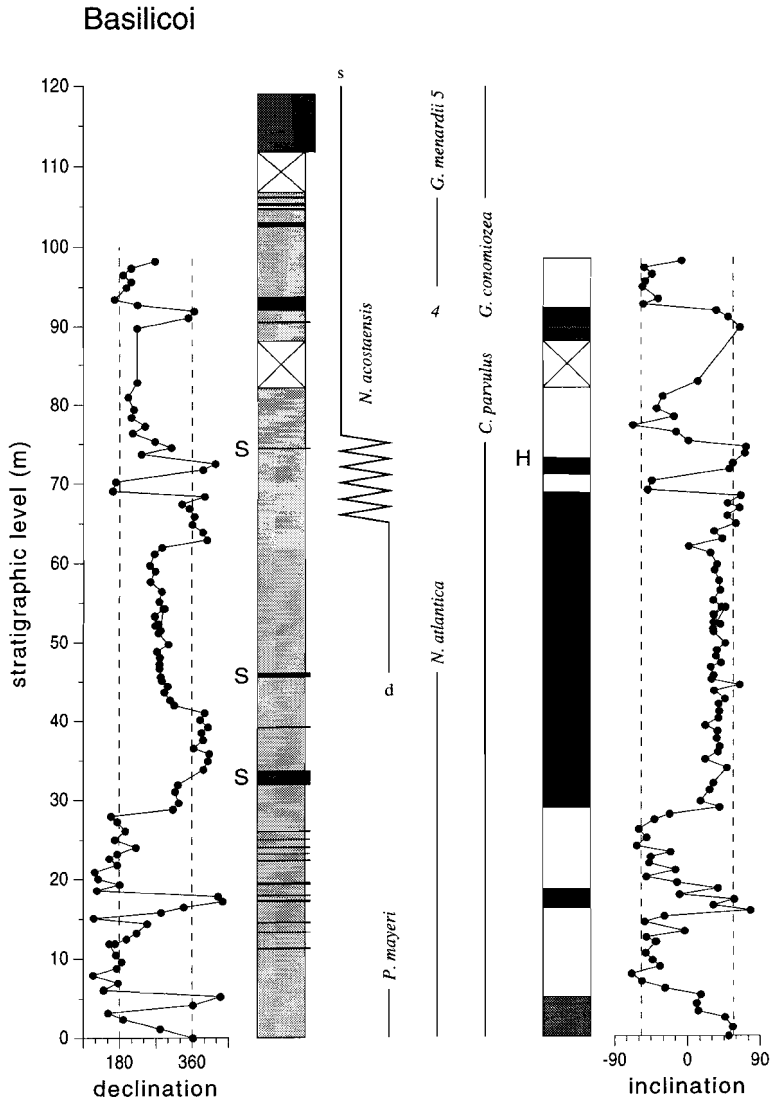 Basilicoi
s
120
110
100
90
80
70
60
50
40
30
20
10
0
stratigraphic level (m)
S
S
S
180 360
declination
N. acostaensis
d
P. mayeri
G. menardii 5
4
N. atlantica
G. conomiozea
C. parvulus
H
-90 0 90
inclination